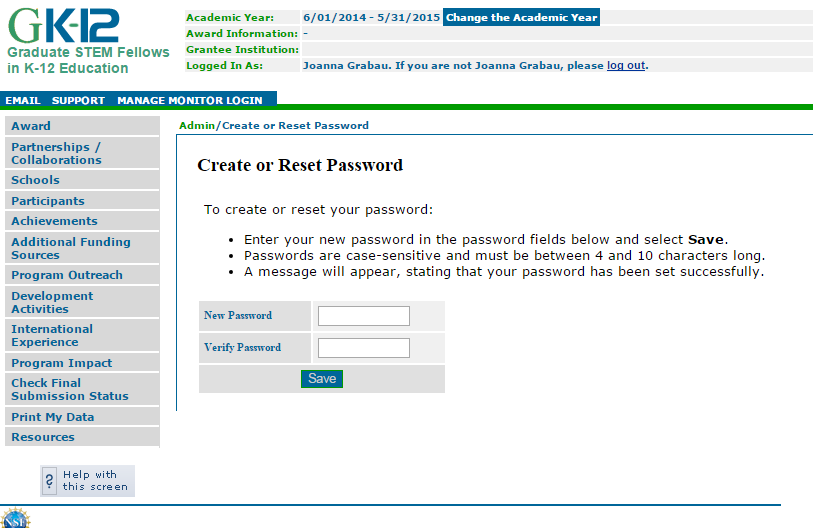 GK-12
Graduate STEM Fellows
in K-12 Education
Academic Year: 6/01/2014 - 5/31/2015 Change the Academic Year
Award Information: -
Grantee Institution:
Logged In As: Joanna Grabau. If you are not Joanna Grabau, please log out.
EMAIL SUPPORT MANAGE MONITOR LOGIN
Award
Partnerships /
Collaborations
Schools
Participants
Achievements
Additional Funding
Sources
Program Outreach
Development
Activities
International
Experience
Program Impact
Check Final
Submission Status
Print My Data
Resources
? Help with
this screen
Admin/Create or Reset Password
Create or Reset Password
To create or reset your password:
• Enter your new password in the password fields below and select Save.
• Passwords are case-sensitive and must be between 4 and 10 characters long.
• A message will appear, stating that your password has been set successfully.
New Password
Verify Password
Save
NSF